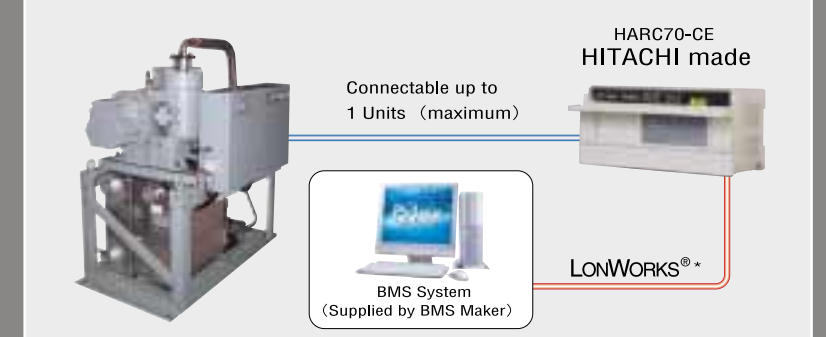 HARC70-CE
HITACHI made
Connectable up to
1 Units （maximum）
LONWORKS® *
BMS System
（Supplied by BMS Maker）